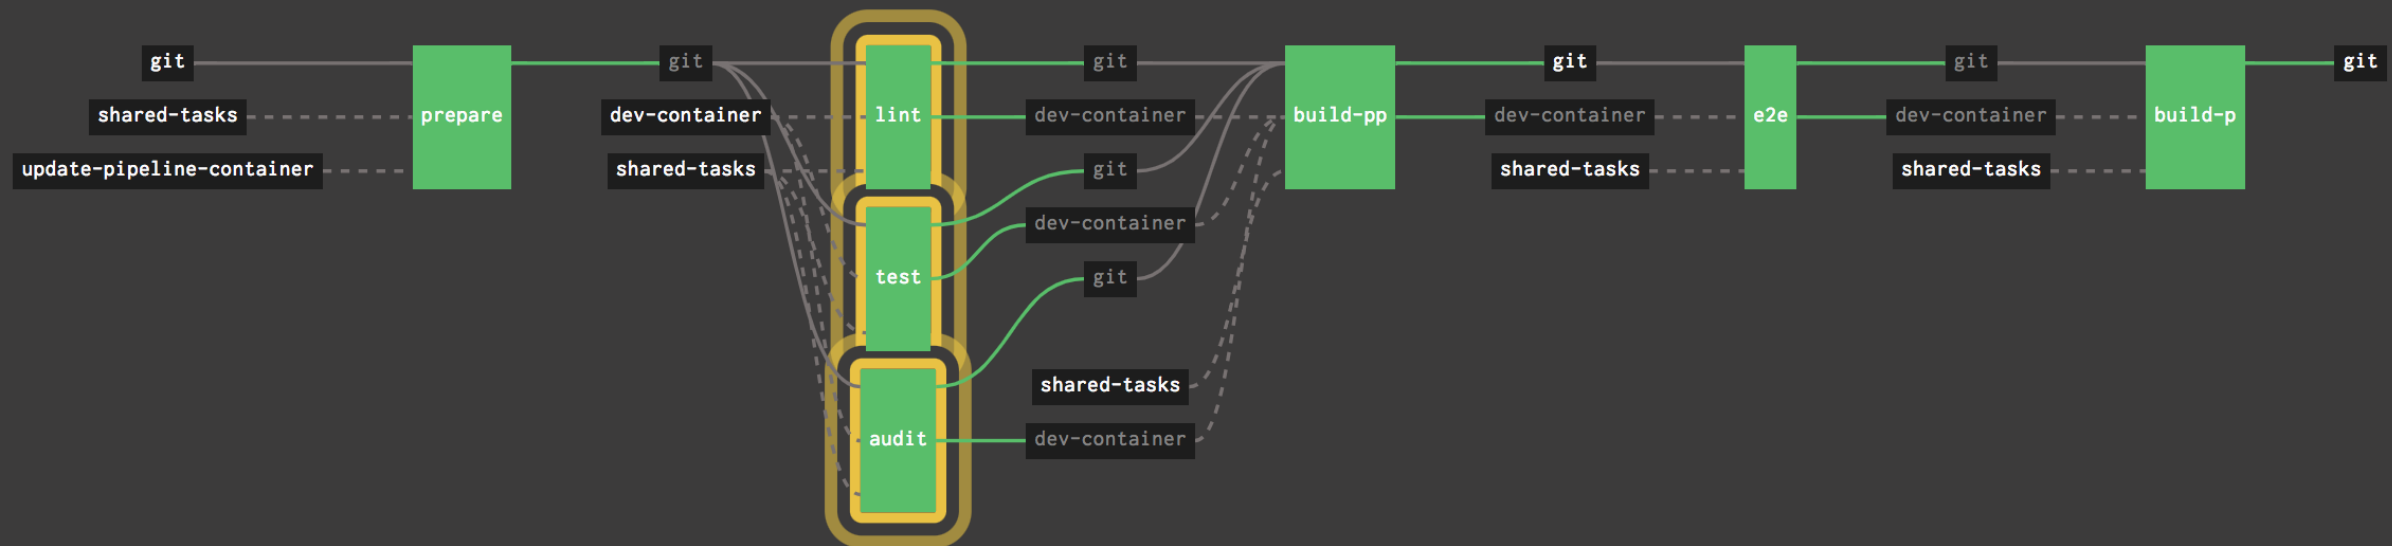 git
shared-tasks
update-pipeline-container
prepare
git
dev-container
shared-tasks
lint
test
audit
git
dev-container
git
dev-container
git
shared-tasks
dev-container
build-pp
git
dev-container
shared-tasks
e2e
git
dev-container
shared-tasks
build-p
git